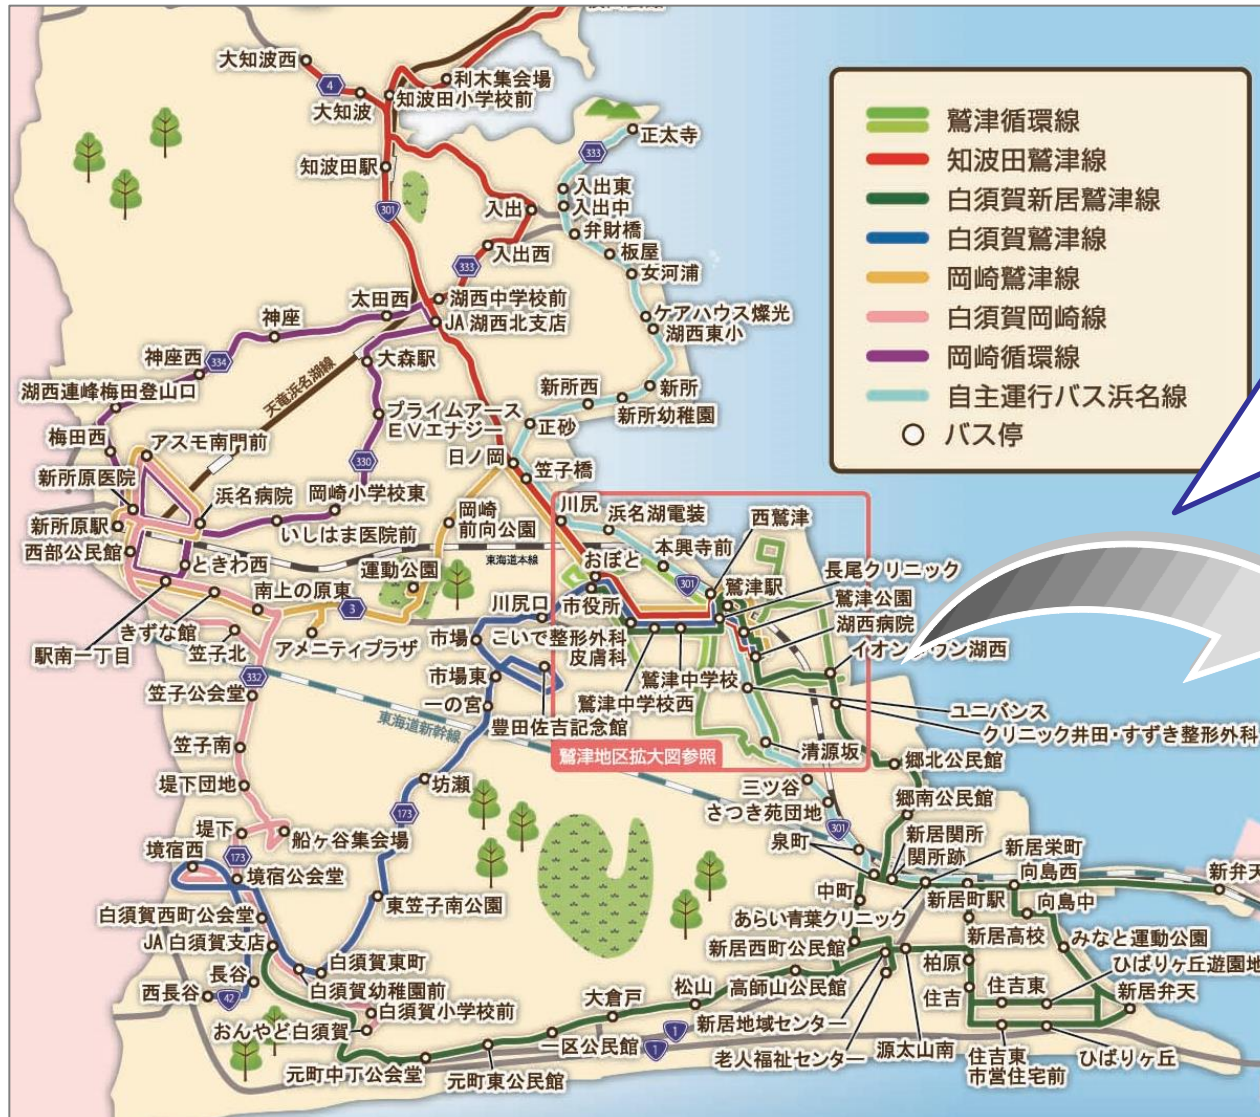 大知波西
4
大知波
利木集会場
知波田小学校前
知波田駅
301
入出
入出西
333
湖西中学校前
JA湖西北支店
太田西
神座
神座西
334
湖西連峰梅田登山口
梅田西
アスモ南門前
新所原医院
新所原駅
西部公民館
浜名病院
ときわ西
いしはま医院前
岡崎小学校東
330
プライムアース
EVエナジー
大森駅
天竜浜名湖線
正太寺
333
入出東
入出中
弁財橋
板屋
女河浦
ケアハウス燦光
湖西東小
新所
新所幼稚園
新所西
正砂
日ノ岡
笠子橋
岡崎
前向公園
運動公園
東海道本線
南上の原東
3
アメニティプラザ
きずな館
駅南一丁目
笠子北
332
笠子公会堂
笠子南
堤下団地
堤下
船ヶ谷集会場
173
境宿西
境宿公会堂
白須賀西町公会堂
JA白須賀支店
長谷
西長谷
42
白須賀東町
白須賀幼稚園前
白須賀小学校前
おんやど白須賀
元町中丁公会堂
元町東公民館
一区公民館
大倉戸
松山
高師山公民館
1
1
東笠子南公園
坊瀬
173
一の宮
市場東
市場
川尻口
豊田佐吉記念館
東海道新幹線
川尻
浜名湖電装
おぼと
本興寺前
西鷲津
301
鷲津駅
長尾クリニック
鷲津公園
湖西病院
イオンタウン湖西
市役所
こいで整形外科
皮膚科
鷲津中学校
鷲津中学校西
ユニバンス
クリニック井田・すずき整形外科
清源坂
鷲津地区拡大図参照
三ツ谷
さつき苑団地
301
郷北公民館
郷南公民館
泉町
新居関所
関所跡
新居栄町
中町
あらい青葉クリニック
新居町駅
向島西
新弁天
向島中
新居高校
みなと運動公園
新居西町公民館
柏原
ひばりヶ丘遊園地
住吉
住吉東
新居弁天
新居地域センター
老人福祉センター
源太山南
住吉東
市営住宅前
ひばりヶ丘
鷲津循環線
知波田鷲津線
白須賀新居鷲津線
白須賀鷲津線
岡崎鷲津線
白須賀岡崎線
岡崎循環線
自主運行バス浜名線
バス停